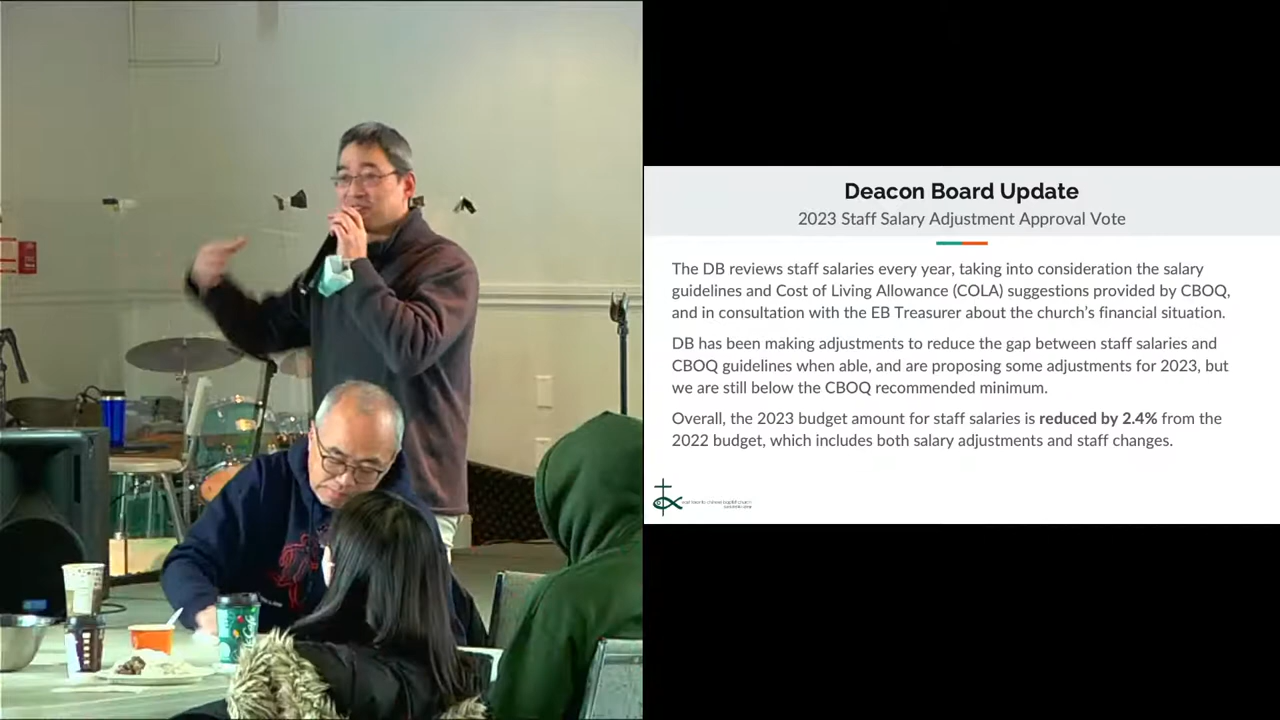 Deacon Board Update
2023 Staff Salary Adjustment Approval Vote
The DB reviews staff salaries every year, taking into consideration the salary
guidelines and Cost of Living Allowance (COLA) suggestions provided by CBOQ,
and in consultation with the EB Treasurer about the church's financial situation.
DB has been making adjustments to reduce the gap between staff salaries and
CBOQ guidelines when able, and are proposing some adjustments for 2023, but
we are still below the CBOQ recommended minimum.
Overall, the 2023 budget amount for staff salaries is reduced by 2.4% from the
2022 budget, which includes both salary adjustments and staff changes.